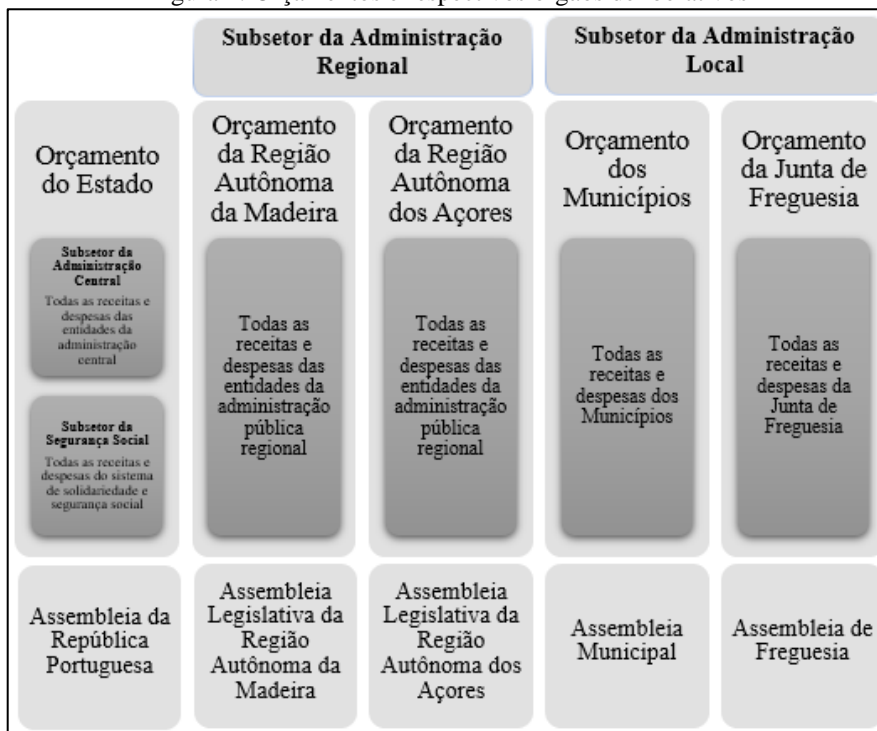 Subsetor da Administração
Regional
Subsetor da Administração
Local
Orçamento
do Estado
Subsetor da
Administração
Central
Todas as receitas e
despesas das
entidades da
administração
central
Subsetor da
Segurança Social
Todas as receitas e
despesas do sistema
de solidariedade e
segurança social
Assembleia da
República
Portuguesa
Orçamento
da Região
Autônoma
da Madeira
Todas as
receitas e
despesas das
entidades da
administração
pública
regional
Assembleia
Legislativa da
Região
Autônoma da
Madeira
Orçamento
da Região
Autônoma
dos Açores
Todas as
receitas e
despesas das
entidades da
administração
pública
regional
Assembleia
Legislativa da
Região
Autônoma dos
Açores
Orçamento
dos
Municípios
Todas as
receitas e
despesas dos
Municípios
Assembleia
Municipal
Orçamento
da Junta de
Freguesia
Todas as
receitas e
despesas da
Junta de
Freguesia
Assembleia de
Freguesia